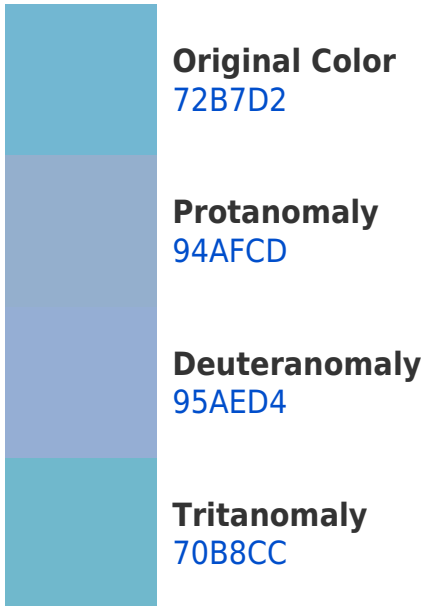 Original Color
72B7D2
Protanomaly
94AFCD
Deuteranomaly
95AED4
Tritanomaly
70B8CC